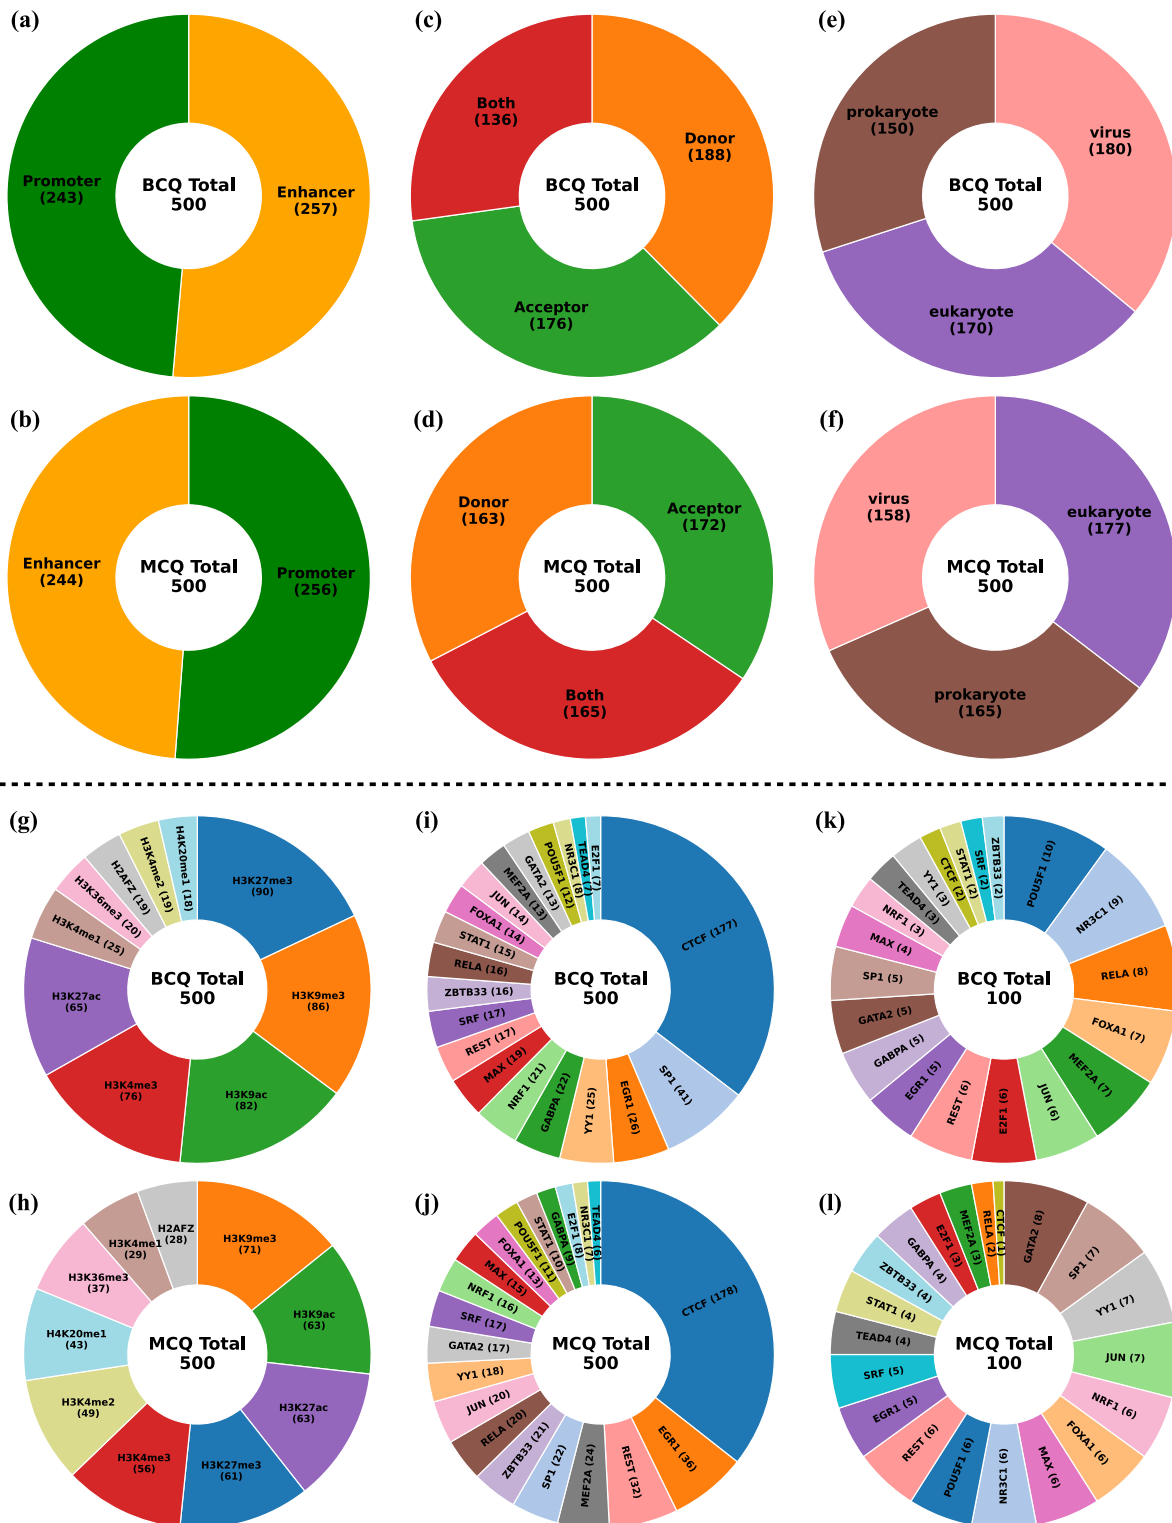 (a)
Promoter
(243)
BCQ Total
500
Enhancer
(257)
(c)
Both
(136)
Donor
(188)
BCQ Total
500
Acceptor
(176)
(e)
prokaryote
(150)
virus
(180)
BCQ Total
500
eukaryote
(170)
(b)
Enhancer
(244)
MCQ Total
500
Promoter
(256)
(d)
Donor
(163)
Acceptor
(172)
MCQ Total
500
Both
(165)
(f)
virus
(158)
eukaryote
(177)
MCQ Total
500
prokaryote
(165)
(g)
H3K27me3
(90)
H3K9me3
(86)
H3K9ac
(82)
H3K4me3
(76)
H3K27ac
(65)
H3K4me1 (25)
H3K36me3 (20)
H2AFZ (19)
H3K4me2 (19)
H4K20me1 (18)
BCQ Total
500
(i)
CTCF (177)
SP1 (41)
EGR1 (26)
YY1 (25)
GABPA (22)
NRF1 (21)
MAX (19)
REST (17)
SRF (17)
ZBTB33 (16)
RELA (16)
STAT1 (15)
FOXA1 (14)
JUN (14)
MEF2A (13)
GATA2 (13)
POU5F1 (12)
NR3C1 (8)
TEAD4 (7)
E2F1 (7)
BCQ Total
500
(k)
POU5F1 (10)
NR3C1 (9)
RELA (8)
FOXA1 (7)
MEF2A (7)
JUN (6)
E2F1 (6)
REST (6)
EGR1 (5)
GABPA (5)
GATA2 (5)
SP1 (5)
MAX (4)
NRF1 (3)
TEAD4 (3)
YY1 (3)
CTCF (2)
STAT1 (2)
SRF (2)
ZBTB33 (2)
BCQ Total
100
(h)
H3K9me3
(71)
H3K9ac
(63)
H3K27ac
(63)
H3K27me3
(61)
H3K4me3
(56)
H3K4me2
(49)
H4K20me1
(43)
H3K36me3
(37)
H3K4me1
(29)
H2AFZ
(28)
MCQ Total
500
(j)
CTCF (178)
EGR1 (36)
REST (32)
MEF2A (24)
SP1 (22)
ZBTB33 (21)
RELA (20)
JUN (20)
YY1 (18)
GATA2 (17)
SRF (17)
NRF1 (16)
MAX (15)
FOXA1 (13)
POU5F1 (11)
STAT1 (10)
GABPA (9)
E2F1 (8)
NR3C1 (7)
TEAD4 (6)
MCQ Total
500
(l)
GATA2 (8)
SP1 (7)
YY1 (7)
JUN (7)
NRF1 (6)
FOXA1 (6)
MAX (6)
NR3C1 (6)
POU5F1 (6)
REST (6)
EGR1 (5)
SRF (5)
TEAD4 (4)
STAT1 (4)
ZBTB33 (4)
GABPA (4)
E2F1 (3)
MEF2A (3)
RELA (2)
CTCF (1)
MCQ Total
100